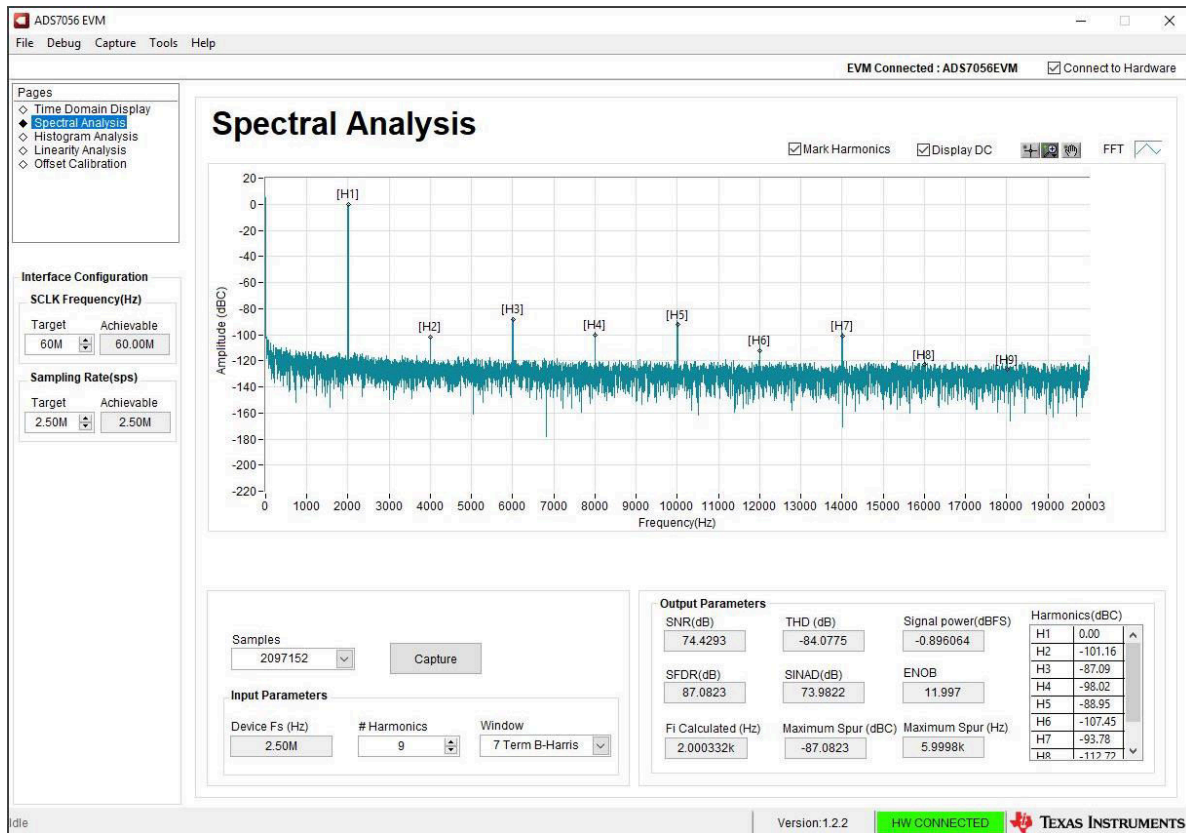 ADS7056 EVM
File Debug Capture Tools Help
EVM Connected : ADS7056EVM Connect to Hardware
Pages
Time Domain Display
Spectral Analysis
Histogram Analysis
Linearity Analysis
Offset Calibration
Interface Configuration
SCLK Frequency(Hz)
Target Achievable
60M 60.00M
Sampling Rate(sps)
Target Achievable
2.50M 2.50M
Spectral Analysis
Mark Harmonics Display DC FFT
Amplitude (dBC)
20
0
-20
-40
-60
-80
-100
-120
-140
-160
-180
-200
-220
[H1]
[H2]
[H3]
[H4]
[H5]
[H6]
[H7]
[H8]
[H9]
0 1000 2000 3000 4000 5000 6000 7000 8000 9000 10000 11000 12000 13000 14000 15000 16000 17000 18000 19000 20003
Frequency(Hz)
Samples
2097152 Capture
Input Parameters
Device Fs (Hz) # Harmonics Window
2.50M 9 7 Term B-Harris
Output Parameters
SNR(dB) THD (dB) Signal power(dBFS)
74.4293 -84.0775 -0.896064
SFDR(dB) SINAD(dB) ENOB
87.0823 73.9822 11.997
Fi Calculated (Hz) Maximum Spur (dBC) Maximum Spur (Hz)
2.000332k -87.0823 5.9998k
Harmonics(dBC)
H1 0.00
H2 -101.16
H3 -87.09
H4 -98.02
H5 -88.95
H6 -107.45
H7 -93.78
H8 -112.72
Idle Version:1.2.2 HW CONNECTED TEXAS INSTRUMENTS